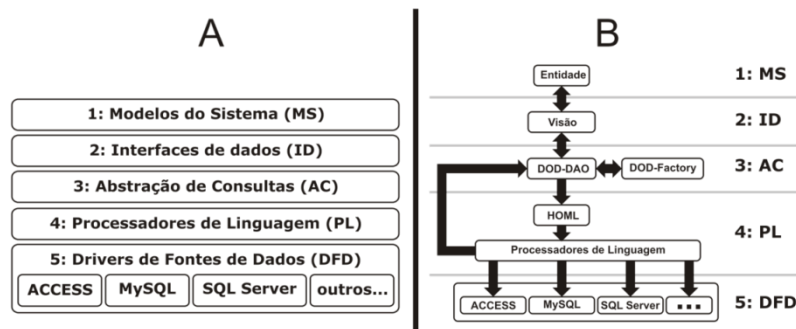 A
1: Modelos do Sistema (MS)
2: Interfaces de dados (ID)
3: Abstração de Consultas (AC)
4: Processadores de Linguagem (PL)
5: Drivers de Fontes de Dados (DFD)
ACCESS MySQL SQL Server outros...
B
Entidade 1: MS
Visão 2: ID
DOD-DAO DOD-Factory 3: AC
HOML
4: PL
Processadores de Linguagem
ACCESS MySQL SQL Server ... 5: DFD